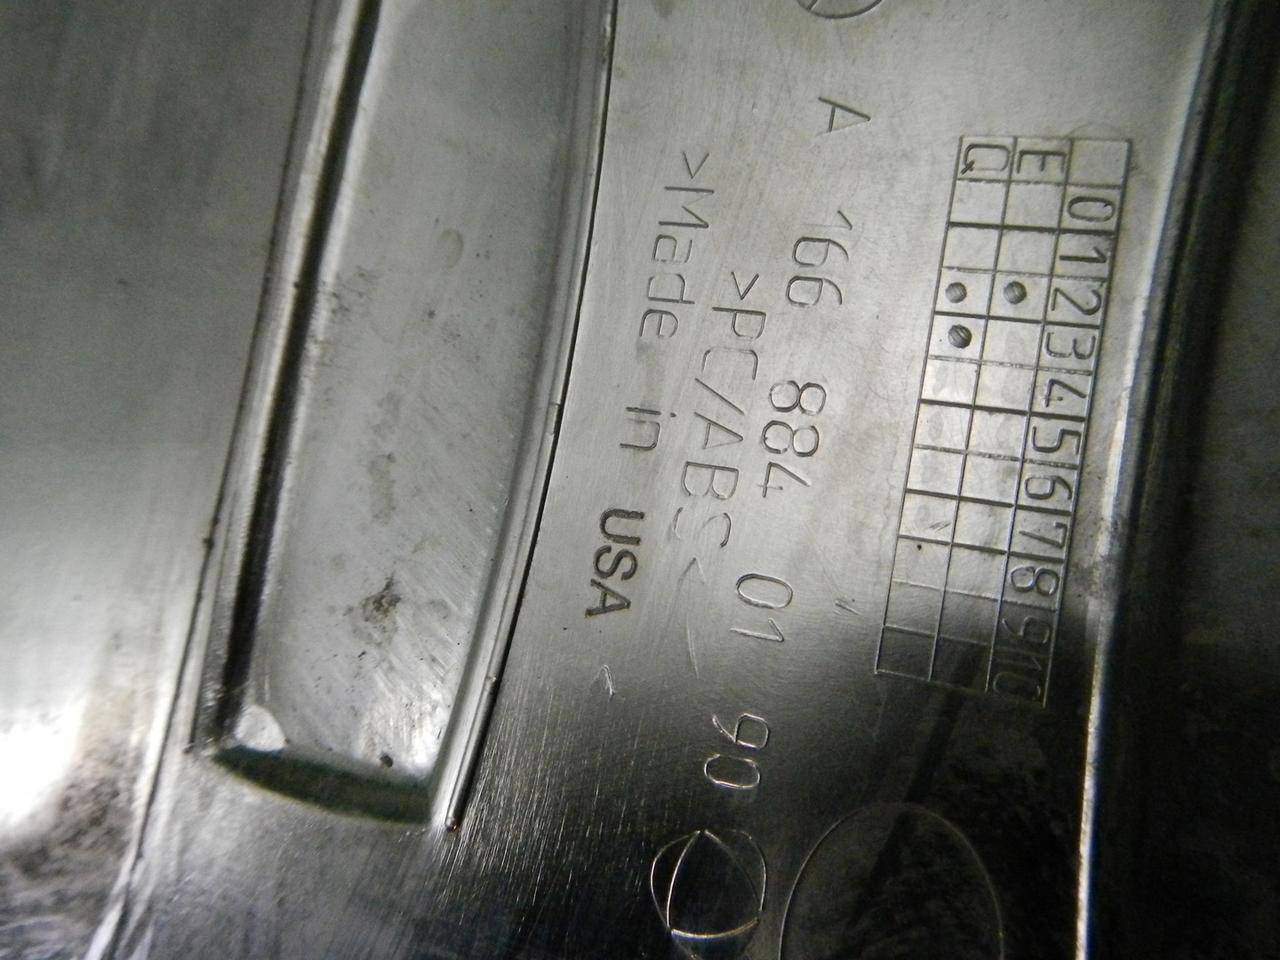 0 1 2 3 4 5 6 7 8 9 10
E
Q
A 166 884 01 90
>PC/ABS<
>Made in USA<